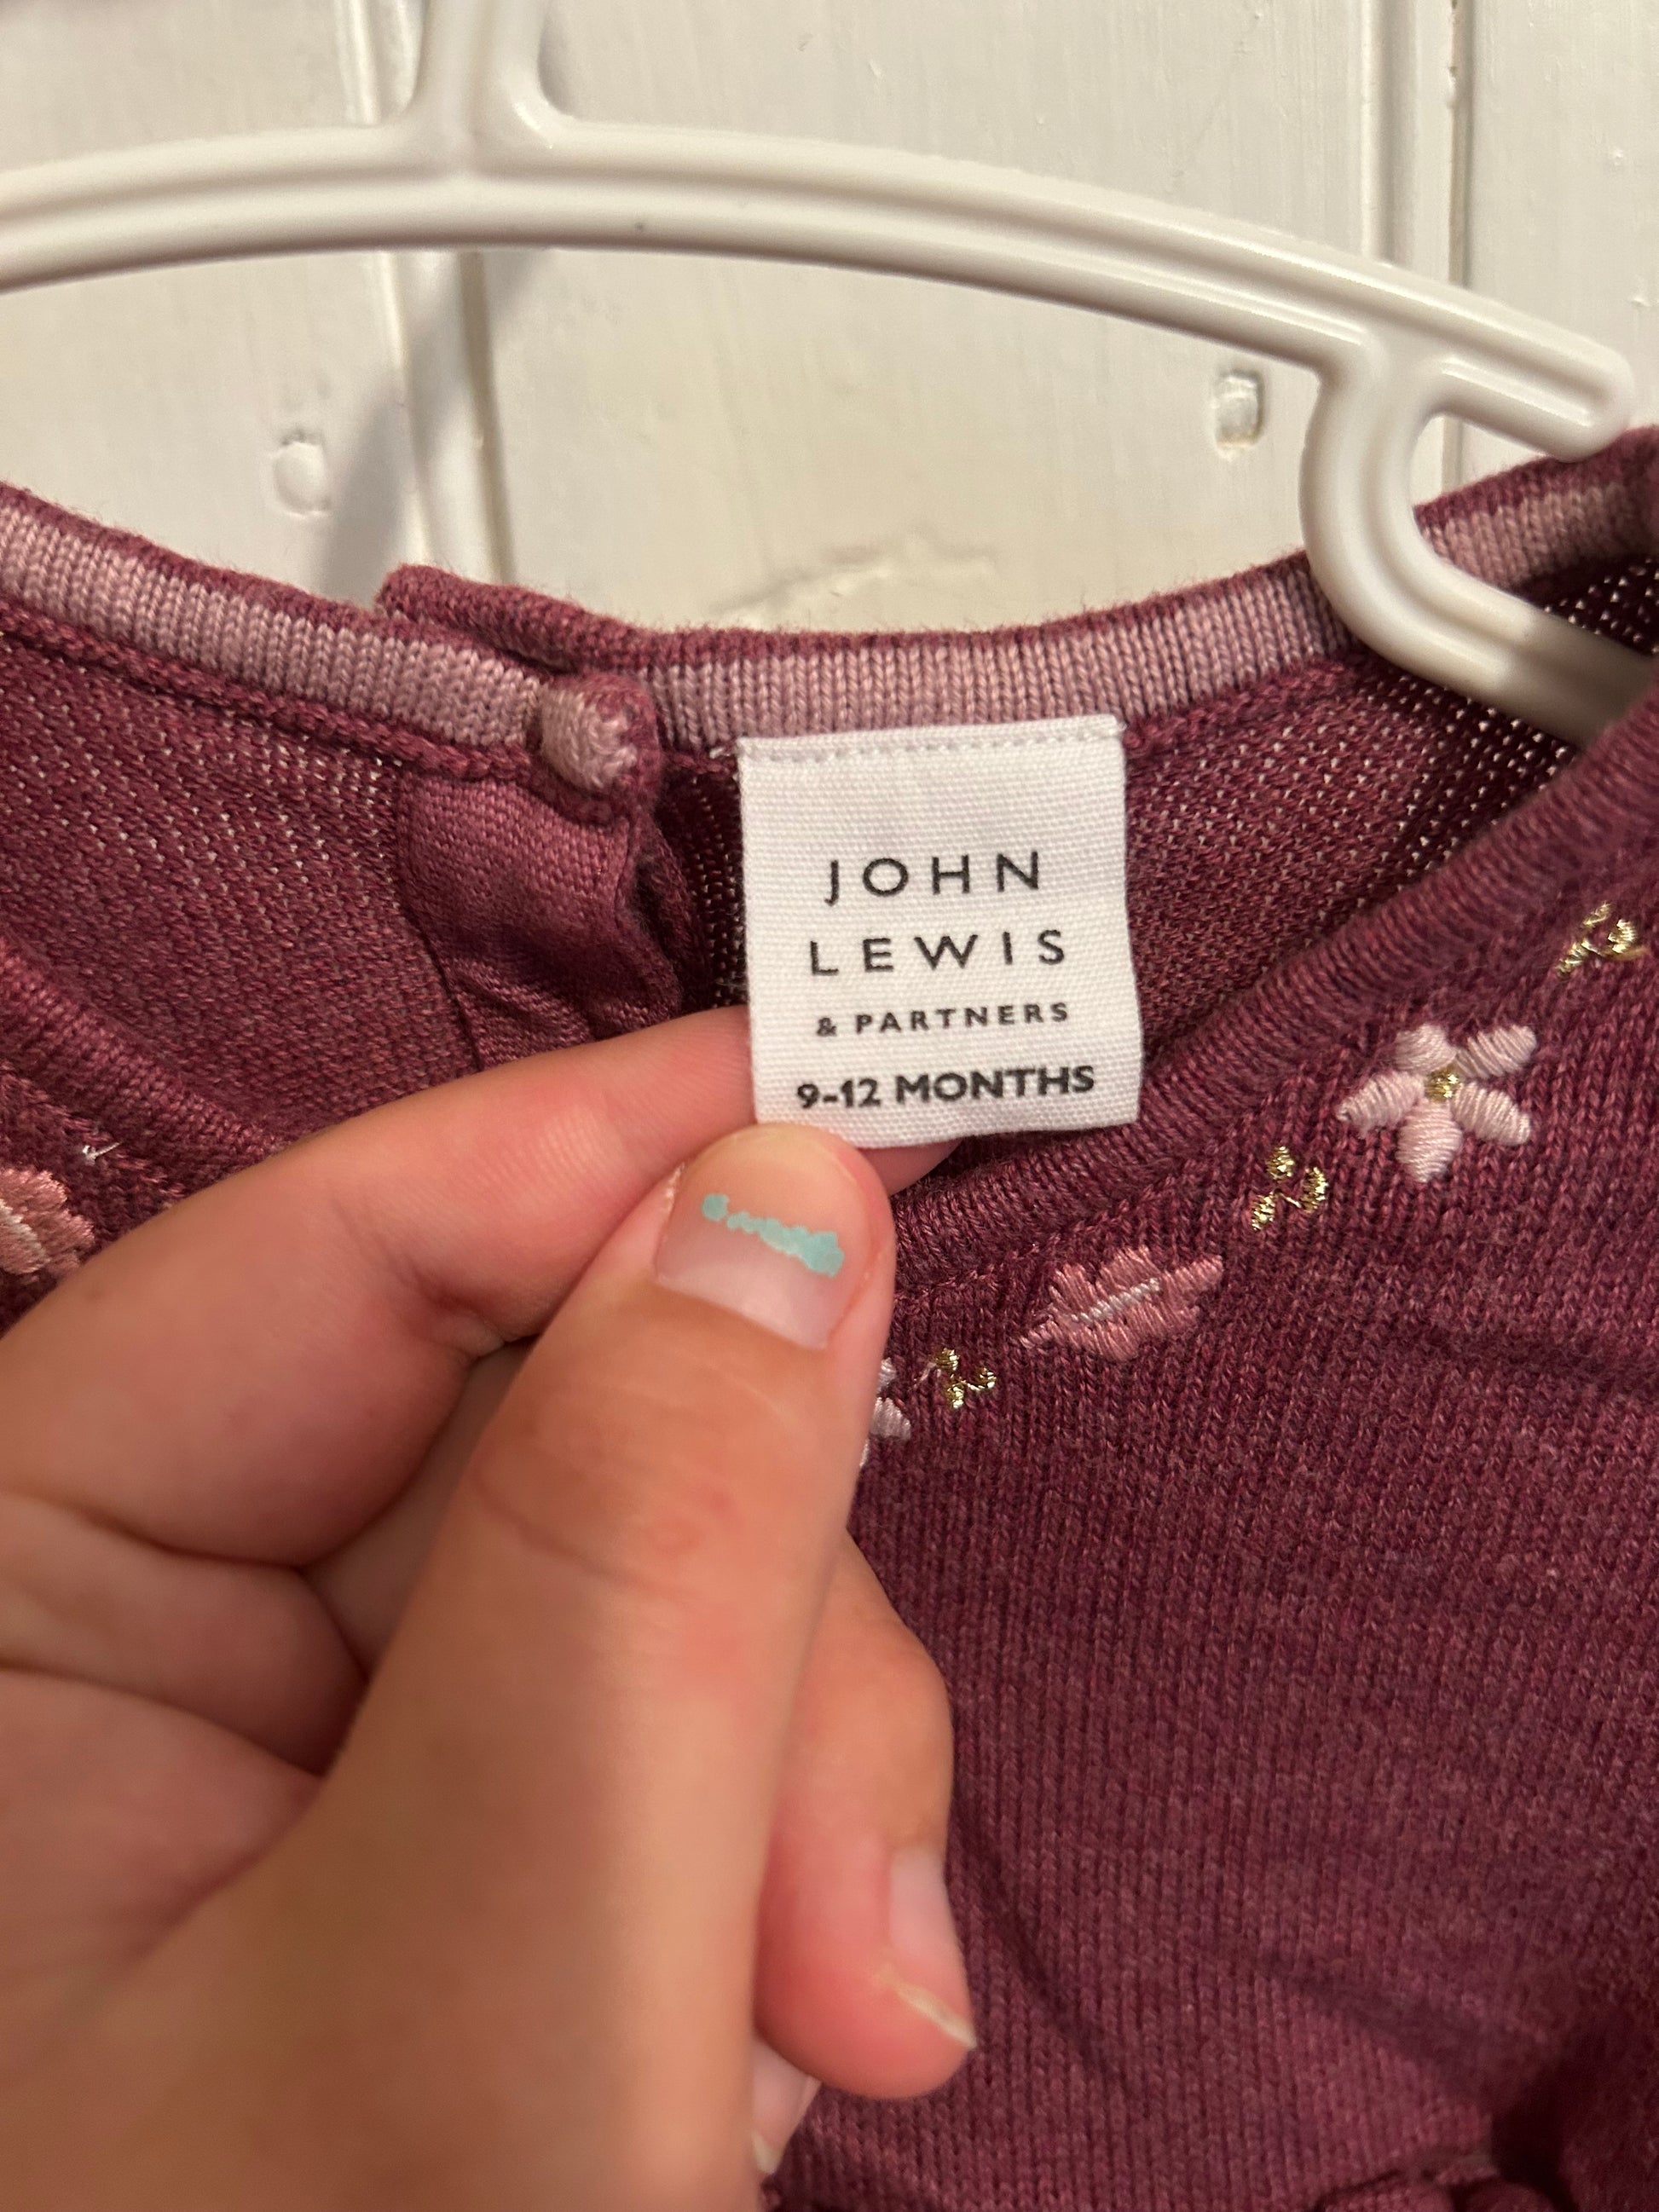 JOHN
LEWIS
& PARTNERS
9-12 MONTHS